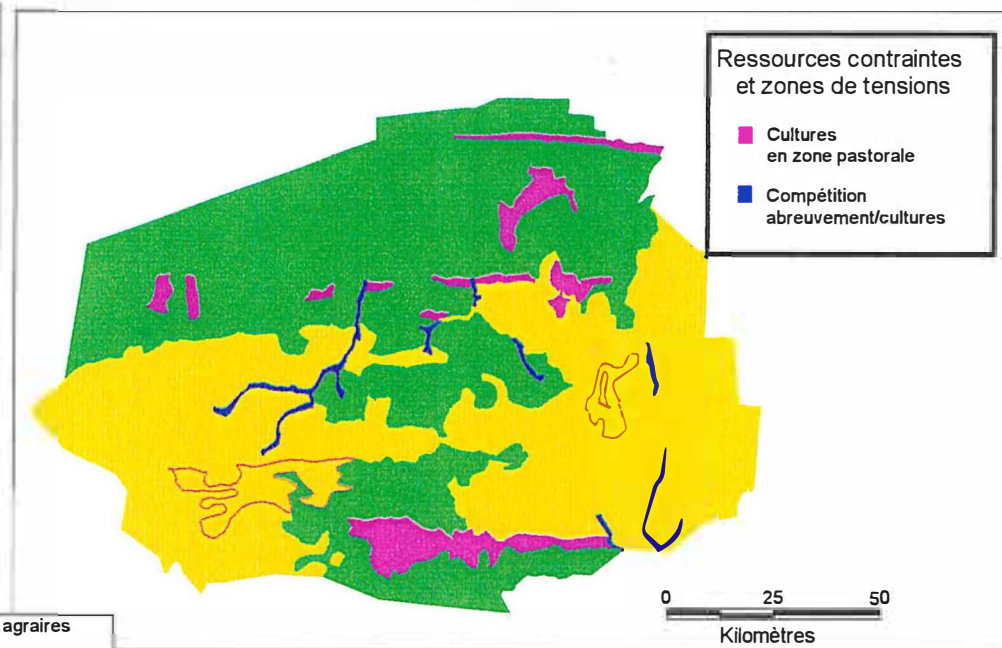 Ressources contraintes
et zones de tensions
Cultures
en zone pastorale
Compétition
abreuvement/cultures
0 25 50
Kilomètres
agraires